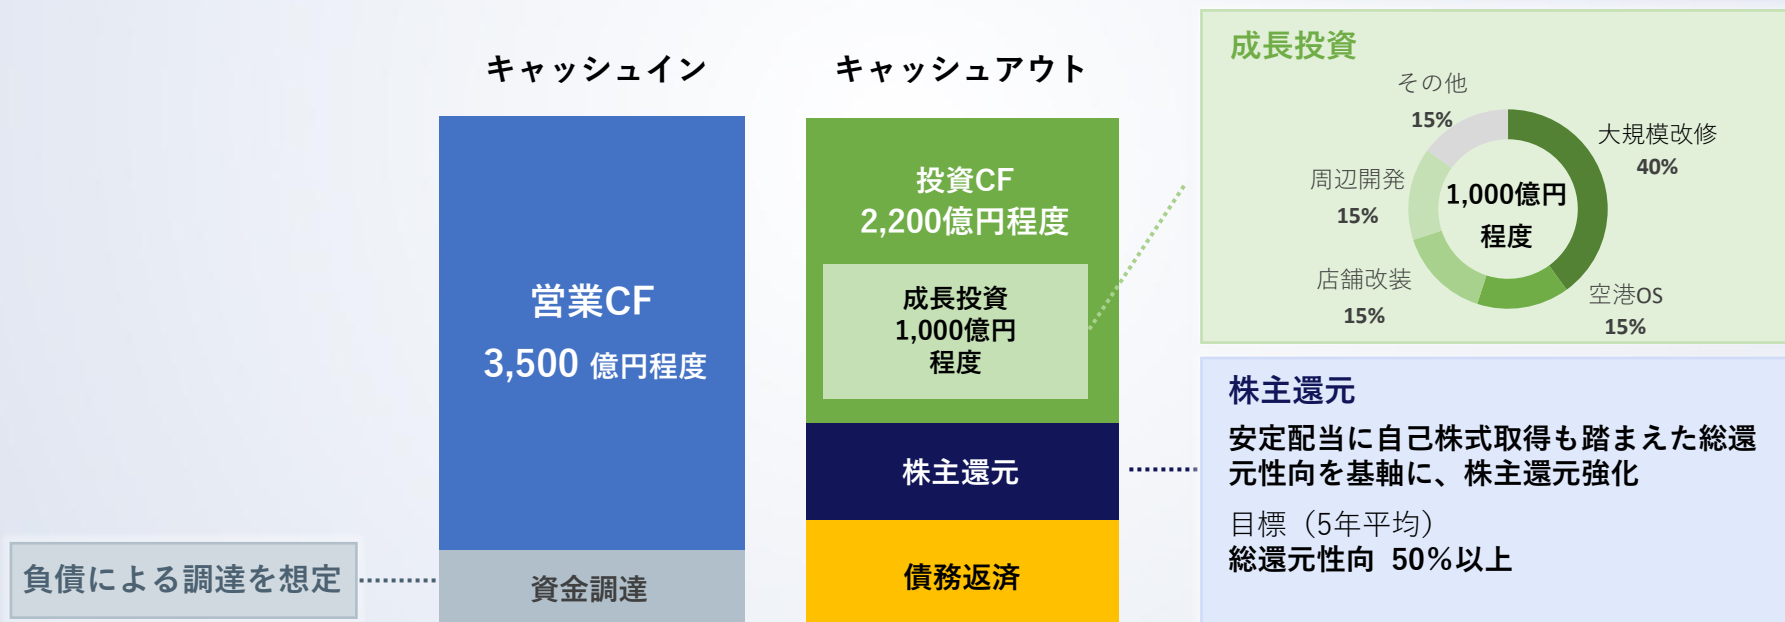 キャッシュイン
営業CF
3,500 億円程度
資金調達
負債による調達を想定
キャッシュアウト
投資CF
2,200億円程度
成長投資
1,000億円
程度
株主還元
債務返済
成長投資
その他
15%
大規模改修
40%
周辺開発
15%
1,000億円
程度
店舗改装
15%
空港OS
15%
株主還元
安定配当に自己株式取得も踏まえた総還
元性向を基軸に、株主還元強化
目標（5年平均）
総還元性向 50％以上